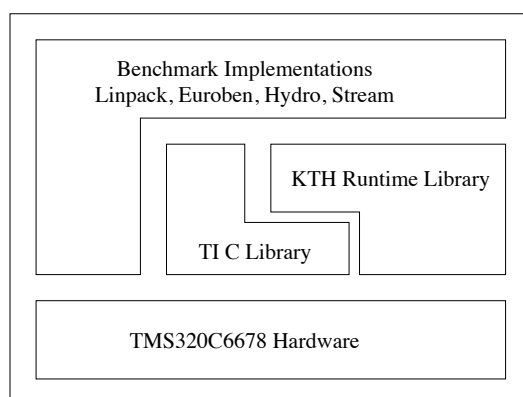 Benchmark Implementations
Linpack, Euroben, Hydro, Stream
KTH Runtime Library
TI C Library
TMS320C6678 Hardware